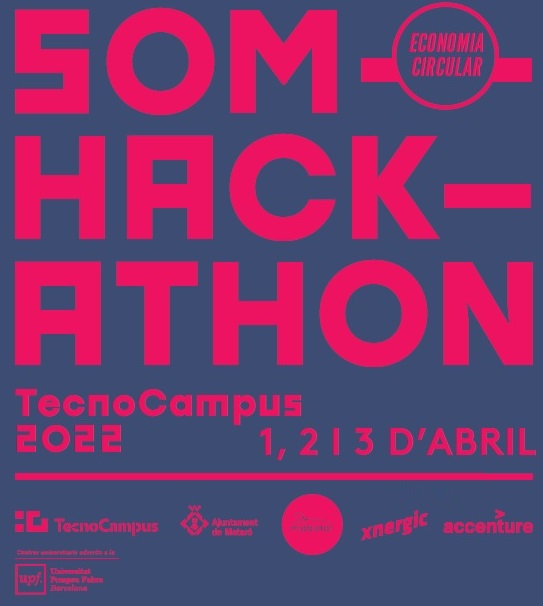 SOM
ECONOMIA
CIRCULAR
HACK—
ATHON
TecnoCampus
2022
1, 2 I 3 D'ABRIL
TecnoCampus
Ajuntament
de Mataró
xnergic
accenture
Centre universitari adscrit a la
upf.
Universitat
Pompeu Fabra
Barcelona